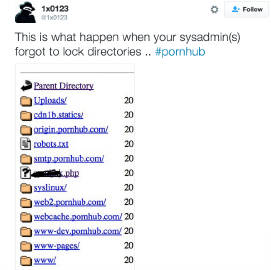 1x0123
@1x0123
Follow
This is what happen when your sysadmin(s)
forgot to lock directories .. #pornhub
Parent Directory
Uploads/ 20
cdn1b.statics/ 20
origin.pornhub.com/ 20
robots.txt 20
smtp.pornhub.com/ 20
.php 20
syslinux/ 20
web2.pornhub.com/ 20
webcache.pornhub.com/ 20
www-dev.pornhub.com/ 20
www-pages/ 20
www/ 20